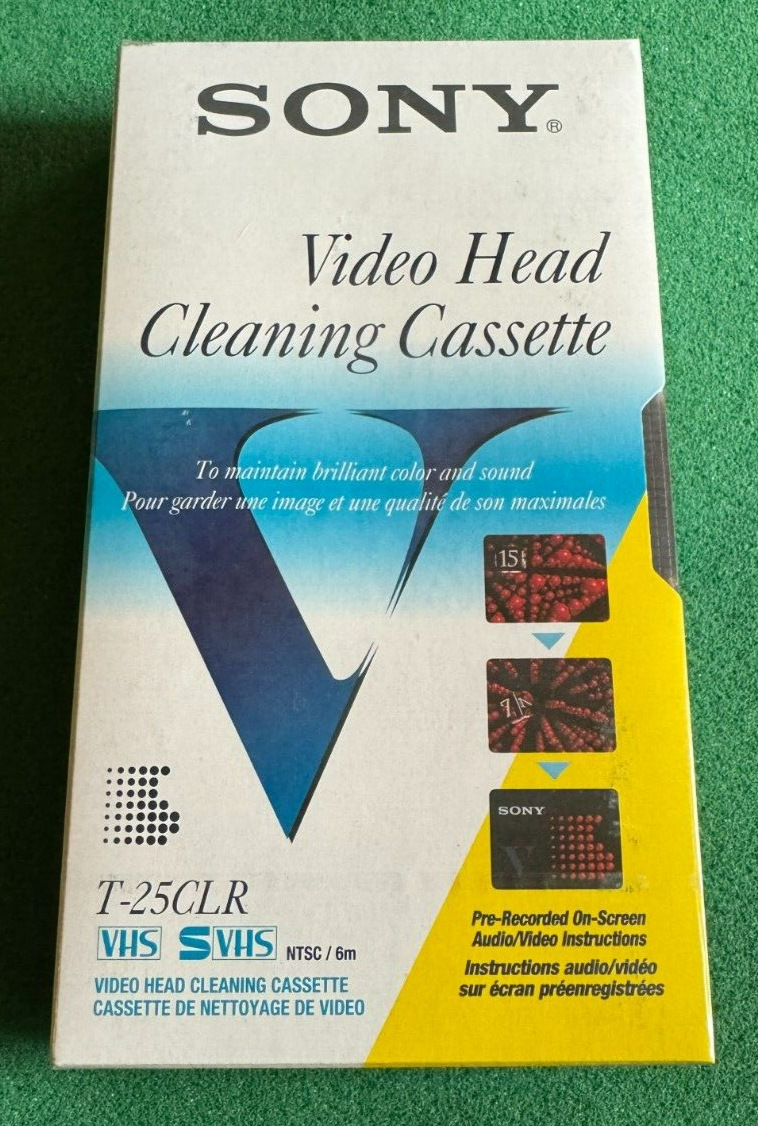 SONY®
Video Head
Cleaning Cassette
To maintain brilliant color and sound
Pour garder une image et une qualité de son maximales
15
7
SONY
V
T-25CLR
VHS SVHS NTSC / 6m
VIDEO HEAD CLEANING CASSETTE
CASSETTE DE NETTOYAGE DE VIDEO
Pre-Recorded On-Screen
Audio/Video Instructions
Instructions audio/vidéo
sur écran préenregistrées